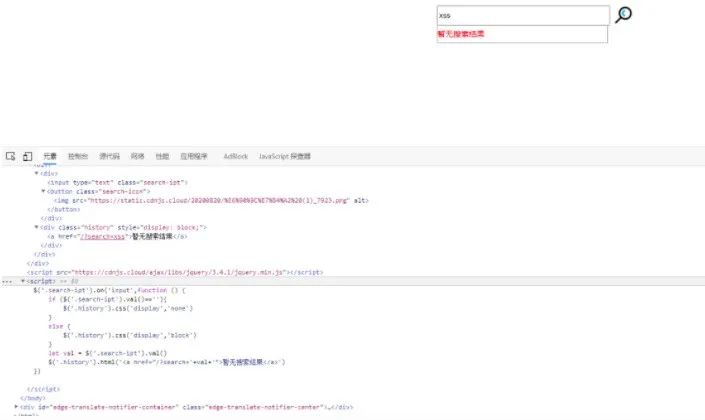 xss
暂无搜索结果
元素 控制台 源代码 网络 性能 应用程序 AdBlock JavaScript 探查器
<div>
<input type="text" class="search-ipt">
<button class="search-icon">
<img src="https://static.cdnjs.cloud/20200820/%E6%90%9C%E7%B4%A2%20(1)_7923.png" alt>
</button>
</div>
<div class="history" style="display: block;">
<a href="/?search=xss">暂无搜索结果</a>
</div>
</div>
</div>
<script src="https://cdnjs.cloud/ajax/libs/jquery/3.4.1/jquery.min.js"></script>
... <script> == $0
$('.search-ipt').on('input',function () {
if ($('.search-ipt').val()==''){
$('.history').css('display','none')
}
else {
$('.history').css('display','block')
}
let val = $('.search-ipt').val()
$('.history').html('<a href="/?search='+val+'">暂无搜索结果</a>')
})
</script>
</body>
<div id="edge-translate-notifier-container" class="edge-translate-notifier-center">…</div>